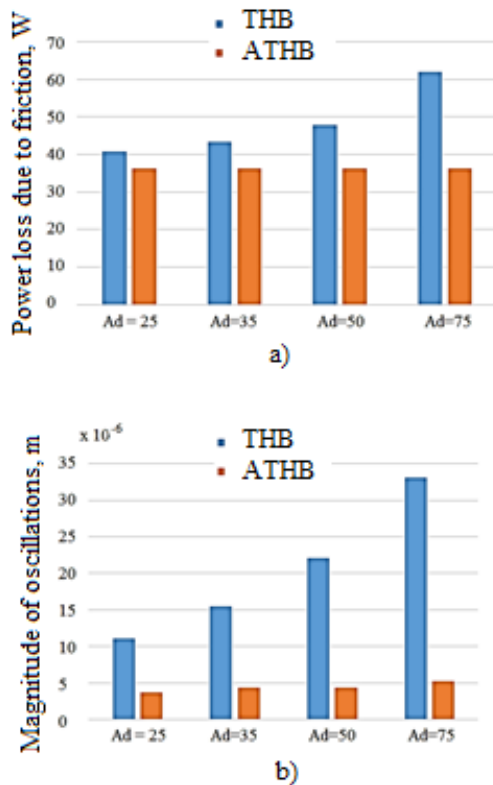 THB
ATHB
Power loss due to friction, W
70
60
50
40
30
20
10
0
Ad = 25 Ad=35 Ad=50 Ad=75
a)
x 10⁻⁶
THB
ATHB
Magnitude of oscillations, m
35
30
25
20
15
10
5
0
Ad = 25 Ad=35 Ad=50 Ad=75
b)